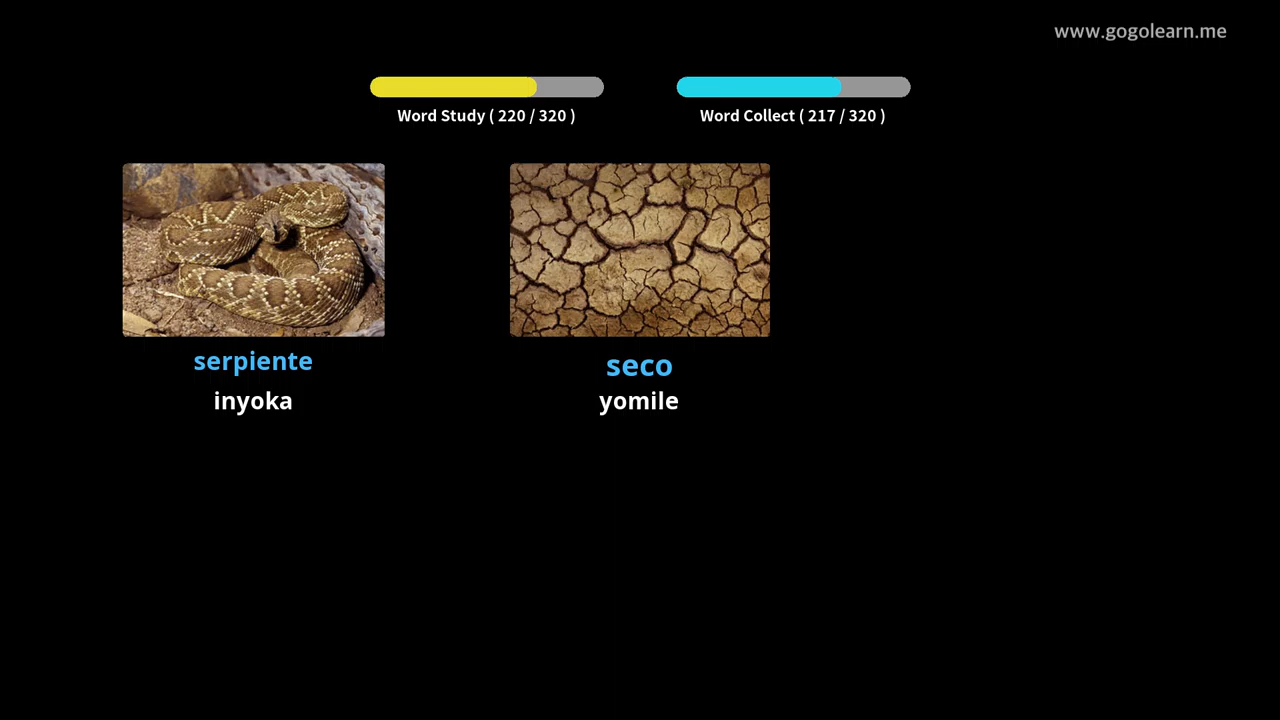 www.gogolearn.me
Word Study ( 220 / 320 )
Word Collect ( 217 / 320 )
serpiente
inyoka
seco
yomile